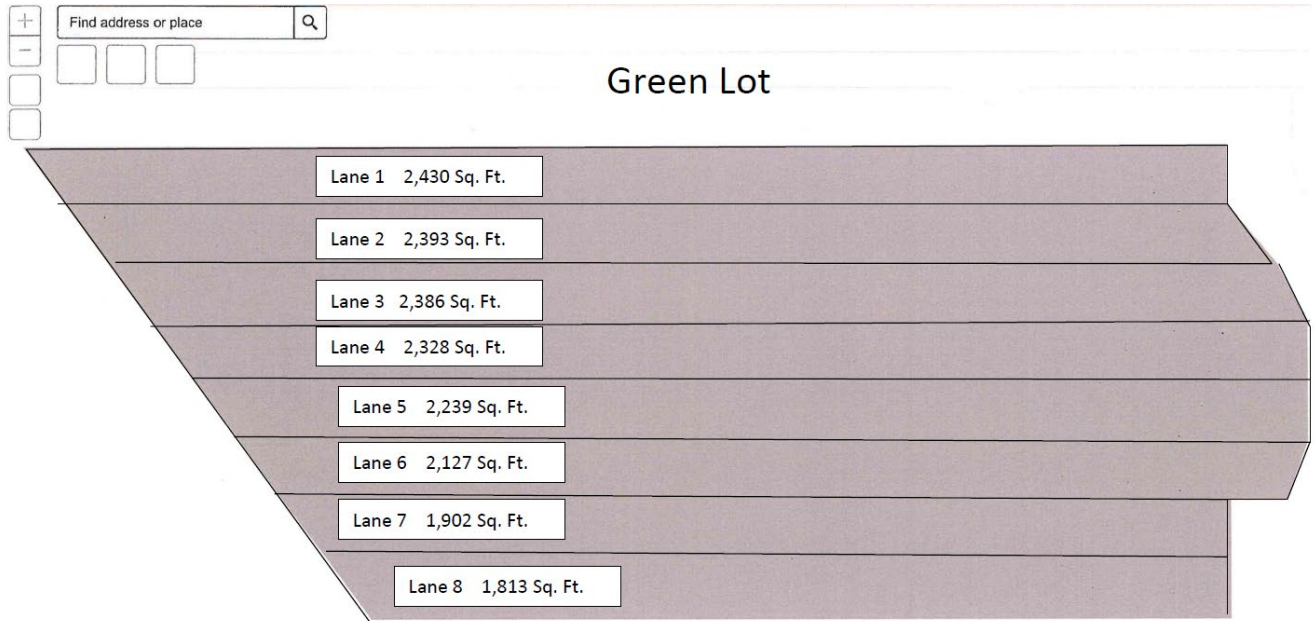 Find address or place
Green Lot
Lane 1 2,430 Sq. Ft.
Lane 2 2,393 Sq. Ft.
Lane 3 2,386 Sq. Ft.
Lane 4 2,328 Sq. Ft.
Lane 5 2,239 Sq. Ft.
Lane 6 2,127 Sq. Ft.
Lane 7 1,902 Sq. Ft.
Lane 8 1,813 Sq. Ft.